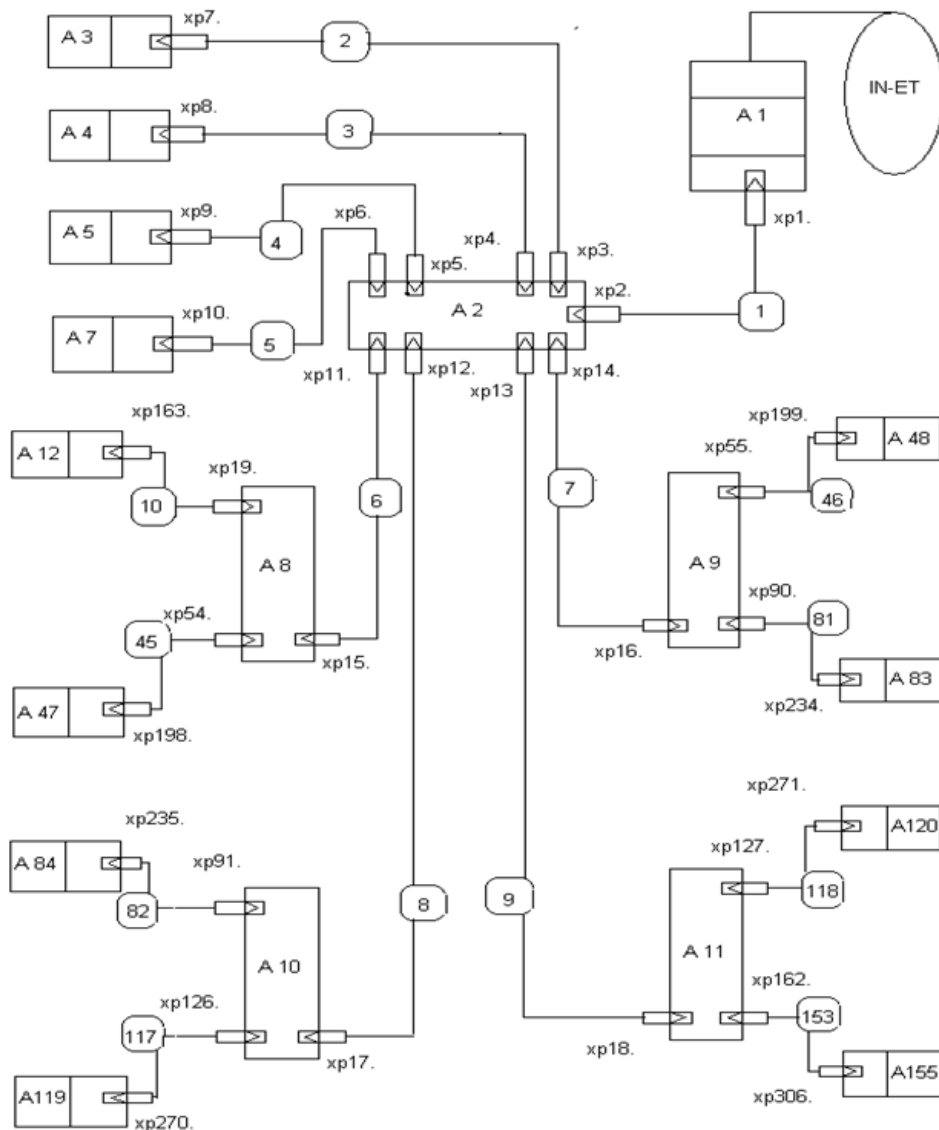 xp7.
A 3
2
A 1
IN-ET
xp8.
A 4
3
xp9.
xp6.
xp4.
xp3.
xp1.
A 5
4
xp5.
xp2.
A 2
1
xp10.
A 7
5
xp11.
xp12.
xp13
xp14.
xp163.
xp199.
A 12
xp19.
xp55.
A 48
10
6
7
46
A 8
A 9
xp54.
xp90.
45
81
xp15.
xp16.
A 47
A 83
xp198.
xp234.
xp235.
xp271.
A 84
xp91.
xp127.
A120
82
8
9
118
A 10
A 11
xp126.
xp162.
117
153
xp17.
xp18.
A119
A155
xp270.
xp306.